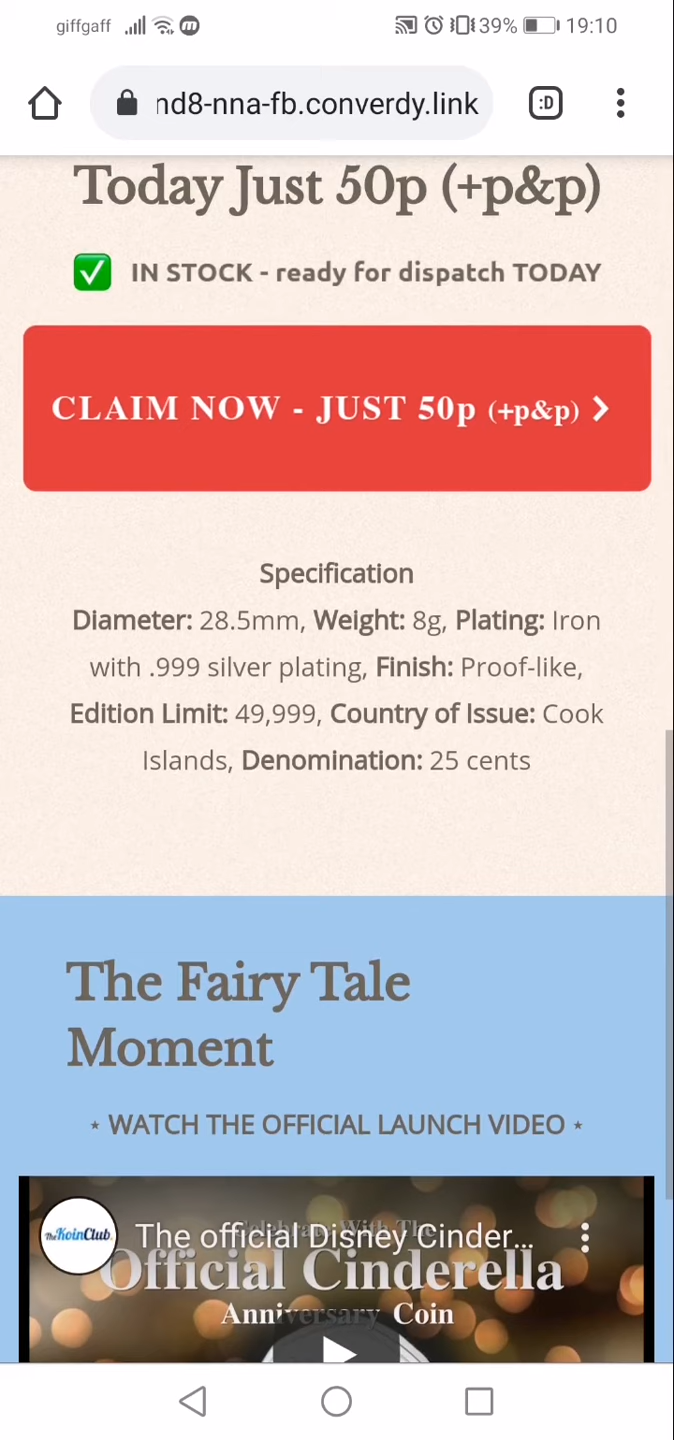 giffgaff 39% 19:10
nd8-nna-fb.converdy.link :D
Today Just 50p (+p&p)
IN STOCK - ready for dispatch TODAY
CLAIM NOW - JUST 50p (+p&p)
Specification
Diameter: 28.5mm, Weight: 8g, Plating: Iron
with .999 silver plating, Finish: Proof-like,
Edition Limit: 49,999, Country of Issue: Cook
Islands, Denomination: 25 cents
The Fairy Tale
Moment
⋆ WATCH THE OFFICIAL LAUNCH VIDEO ⋆
Celebrate With The
TheKoinClub The official Disney Cinder...
Official Cinderella
Anniversary Coin